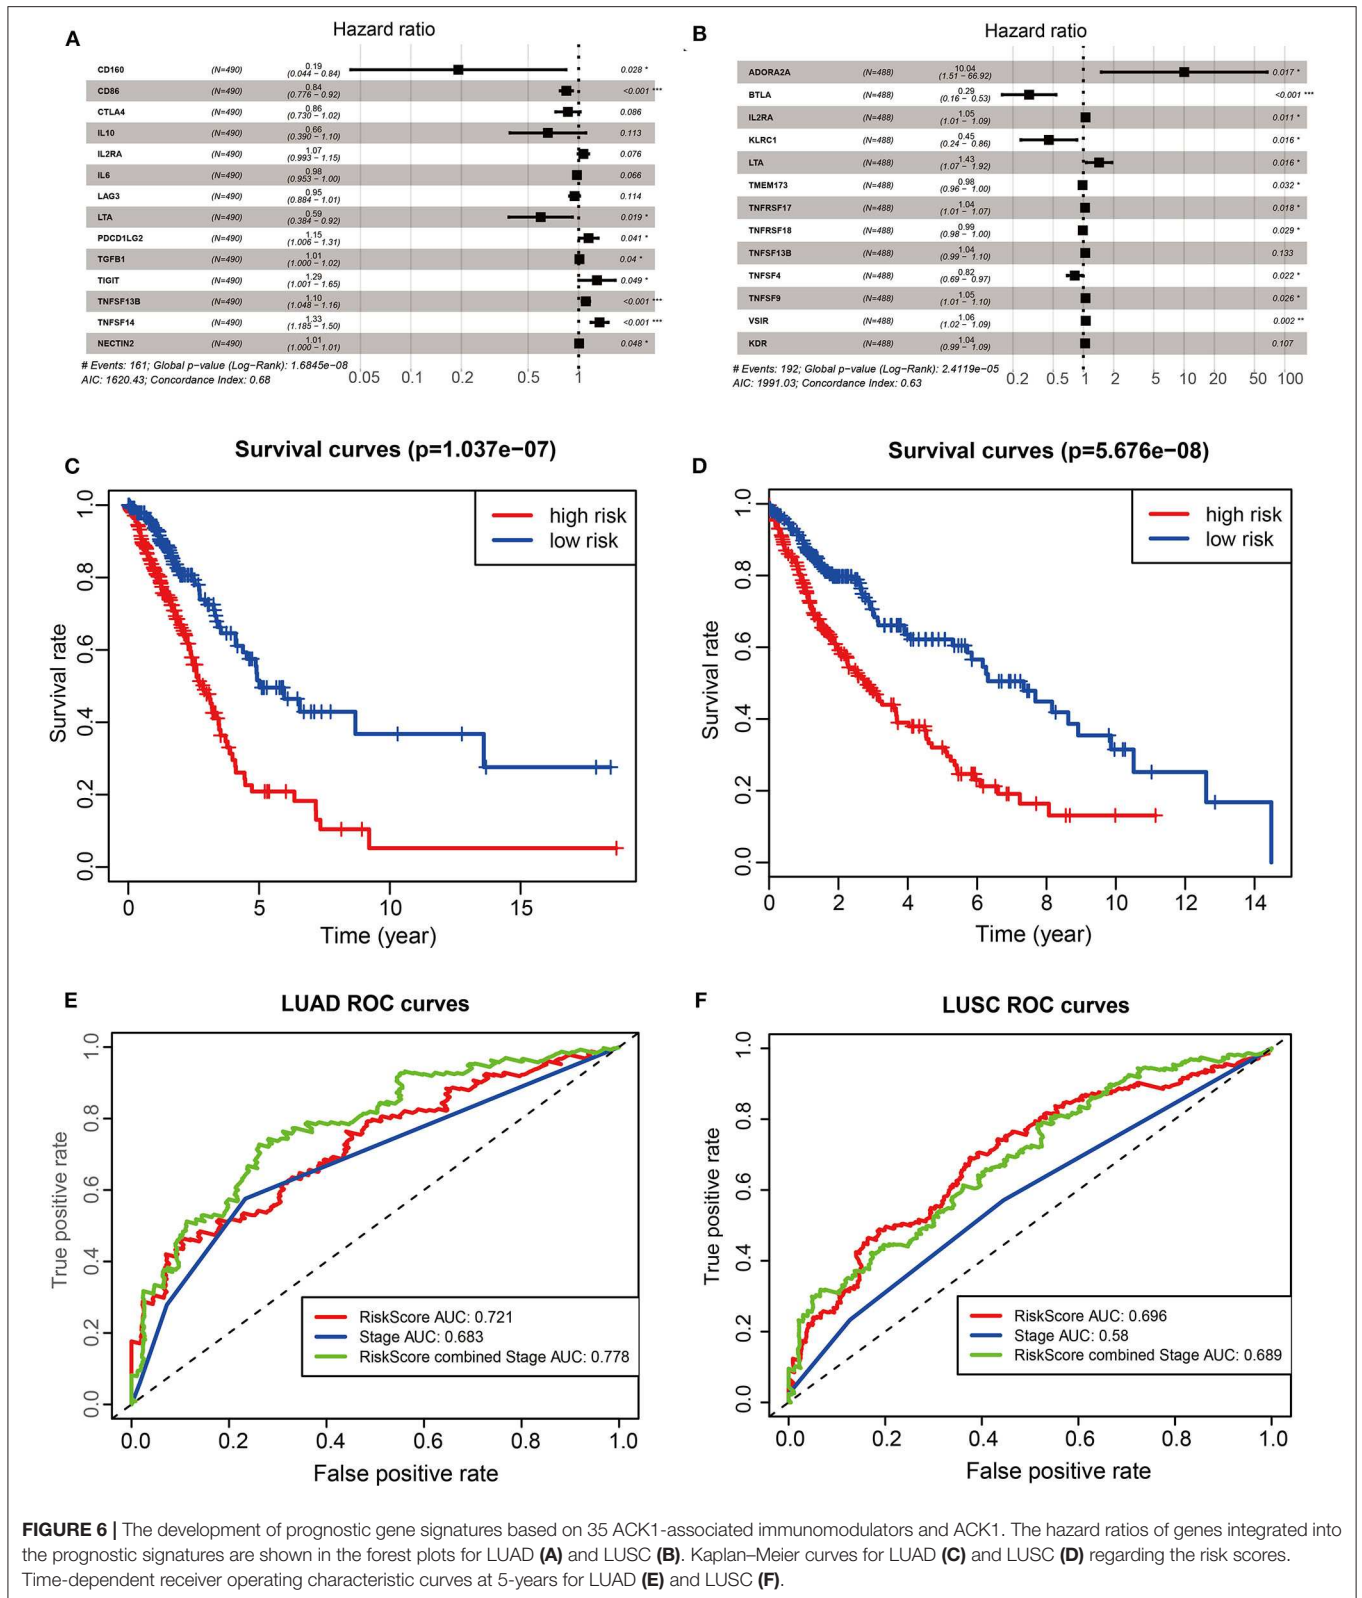 A
Hazard ratio
CD160 (N=490) 0.19 (0.044 – 0.84) 0.028 *
CD86 (N=490) 0.84 (0.776 – 0.92) <0.001 ***
CTLA4 (N=490) 0.86 (0.730 – 1.02) 0.086
IL10 (N=490) 0.66 (0.390 – 1.10) 0.113
IL2RA (N=490) 1.07 (0.993 – 1.15) 0.076
IL6 (N=490) 0.98 (0.953 – 1.00) 0.066
LAG3 (N=490) 0.95 (0.884 – 1.01) 0.114
LTA (N=490) 0.59 (0.384 – 0.92) 0.019 *
PDCD1LG2 (N=490) 1.15 (1.006 – 1.31) 0.041 *
TGFB1 (N=490) 1.01 (1.000 – 1.02) 0.04 *
TIGIT (N=490) 1.29 (1.001 – 1.65) 0.049 *
TNFSF13B (N=490) 1.10 (1.048 – 1.16) <0.001 ***
TNFSF14 (N=490) 1.33 (1.185 – 1.50) <0.001 ***
NECTIN2 (N=490) 1.01 (1.000 – 1.01) 0.048 *
# Events: 161; Global p−value (Log−Rank): 1.6845e−08
AIC: 1620.43; Concordance Index: 0.68
0.05 0.1 0.2 0.5 1
B
Hazard ratio
ADORA2A (N=488) 10.04 (1.51 – 66.92) 0.017 *
BTLA (N=488) 0.29 (0.16 – 0.53) <0.001 ***
IL2RA (N=488) 1.05 (1.01 – 1.09) 0.011 *
KLRC1 (N=488) 0.45 (0.24 – 0.86) 0.016 *
LTA (N=488) 1.43 (1.07 – 1.92) 0.016 *
TMEM173 (N=488) 0.98 (0.96 – 1.00) 0.032 *
TNFRSF17 (N=488) 1.04 (1.01 – 1.07) 0.018 *
TNFRSF18 (N=488) 0.99 (0.98 – 1.00) 0.029 *
TNFSF13B (N=488) 1.04 (0.99 – 1.10) 0.133
TNFSF4 (N=488) 0.82 (0.69 – 0.97) 0.022 *
TNFSF9 (N=488) 1.05 (1.01 – 1.10) 0.026 *
VSIR (N=488) 1.06 (1.02 – 1.09) 0.002 **
KDR (N=488) 1.04 (0.99 – 1.09) 0.107
# Events: 192; Global p−value (Log−Rank): 2.4119e−05
AIC: 1991.03; Concordance Index: 0.63
0.2 0.5 1 2 5 10 20 50 100
C
Survival curves (p=1.037e−07)
high risk
low risk
Survival rate
1.0
0.8
0.6
0.4
0.2
0.0
0 5 10 15
Time (year)
D
Survival curves (p=5.676e−08)
high risk
low risk
Survival rate
1.0
0.8
0.6
0.4
0.2
0.0
0 2 4 6 8 10 12 14
Time (year)
E
LUAD ROC curves
True positive rate
1.0
0.8
0.6
0.4
0.2
0.0
RiskScore AUC: 0.721
Stage AUC: 0.683
RiskScore combined Stage AUC: 0.778
0.0 0.2 0.4 0.6 0.8 1.0
False positive rate
F
LUSC ROC curves
True positive rate
1.0
0.8
0.6
0.4
0.2
0.0
RiskScore AUC: 0.696
Stage AUC: 0.58
RiskScore combined Stage AUC: 0.689
0.0 0.2 0.4 0.6 0.8 1.0
False positive rate
FIGURE 6 | The development of prognostic gene signatures based on 35 ACK1-associated immunomodulators and ACK1. The hazard ratios of genes integrated into
the prognostic signatures are shown in the forest plots for LUAD (A) and LUSC (B). Kaplan–Meier curves for LUAD (C) and LUSC (D) regarding the risk scores.
Time-dependent receiver operating characteristic curves at 5-years for LUAD (E) and LUSC (F).